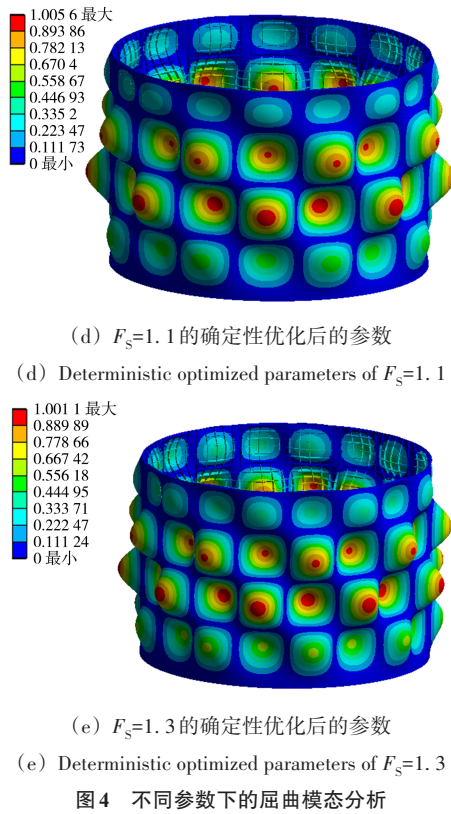 1.005 6 最大
0.893 86
0.782 13
0.670 4
0.558 67
0.446 93
0.335 2
0.223 47
0.111 73
0 最小
（d）F_S=1. 1的确定性优化后的参数
（d）Deterministic optimized parameters of F_S=1. 1
1.001 1 最大
0.889 89
0.778 66
0.667 42
0.556 18
0.444 95
0.333 71
0.222 47
0.111 24
0 最小
（e）F_S=1. 3的确定性优化后的参数
（e）Deterministic optimized parameters of F_S=1. 3
图4 不同参数下的屈曲模态分析